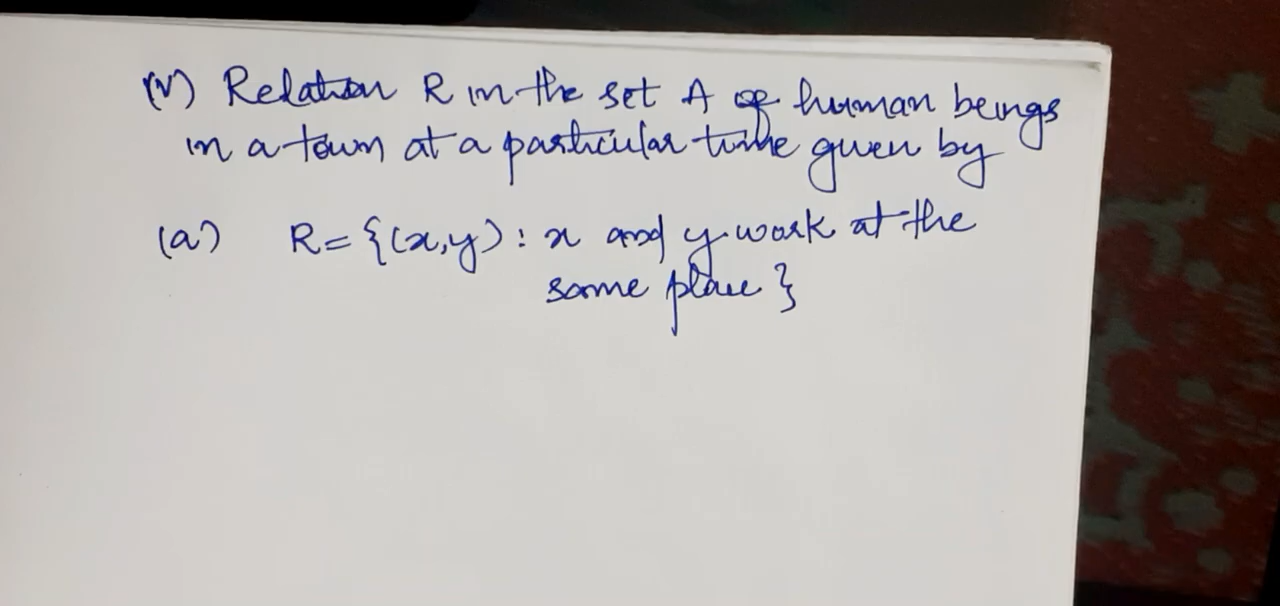 (v) Relation R in the set A of human beings
in a town at a particular time given by
(a) R = {(x,y) : x and y work at the
same place}